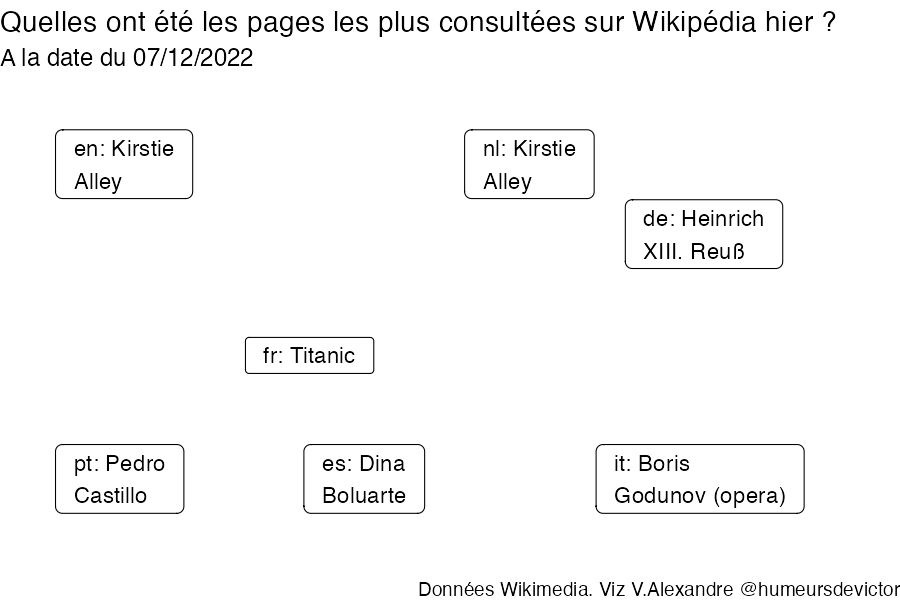 Quelles ont été les pages les plus consultées sur Wikipédia hier ?
A la date du 07/12/2022
en: Kirstie
Alley
nl: Kirstie
Alley
de: Heinrich
XIII. Reuß
fr: Titanic
pt: Pedro
Castillo
es: Dina
Boluarte
it: Boris
Godunov (opera)
Données Wikimedia. Viz V.Alexandre @humeursdevictor